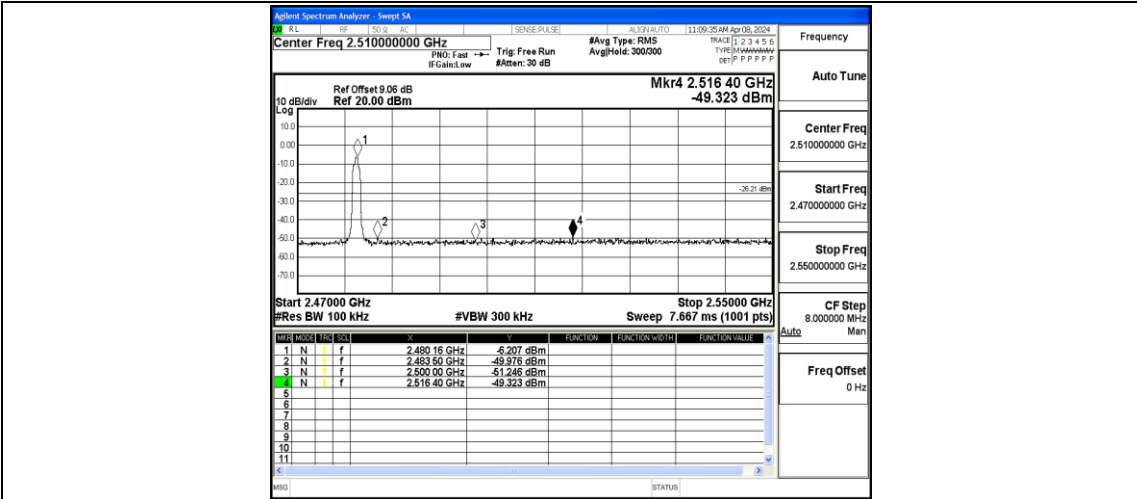 Agilent Spectrum Analyzer - Swept SA
RL RF 50 Ω AC SENSE:PULSE ALIGN AUTO 11:09:35 AM Apr 08, 2024
Center Freq 2.510000000 GHz
PNO: Fast
IFGain:Low
Trig: Free Run
#Atten: 30 dB
#Avg Type: RMS
Avg|Hold: 300/300
TRACE 1 2 3 4 5 6
TYPE
DET P P P P P P
Frequency
Auto Tune
Center Freq
2.510000000 GHz
Start Freq
2.470000000 GHz
Stop Freq
2.550000000 GHz
CF Step
8.000000 MHz
Auto Man
Freq Offset
0 Hz
Mkr4 2.516 40 GHz
-49.323 dBm
Ref Offset 9.06 dB
Ref 20.00 dBm
10 dB/div
Log
10.0
0.00
-10.0
-20.0
-30.0
-40.0
-50.0
-60.0
-70.0
1
2
3
4
-26.21 dBm
Start 2.47000 GHz Stop 2.55000 GHz
#Res BW 100 kHz #VBW 300 kHz Sweep 7.667 ms (1001 pts)
MKR MODE TRC SCL X Y FUNCTION FUNCTION WIDTH FUNCTION VALUE
1 N 1 f 2.480 16 GHz -6.207 dBm
2 N 1 f 2.483 50 GHz -49.976 dBm
3 N 1 f 2.500 00 GHz -51.246 dBm
4 N 1 f 2.516 40 GHz -49.323 dBm
5
6
7
8
9
10
11
MSG STATUS